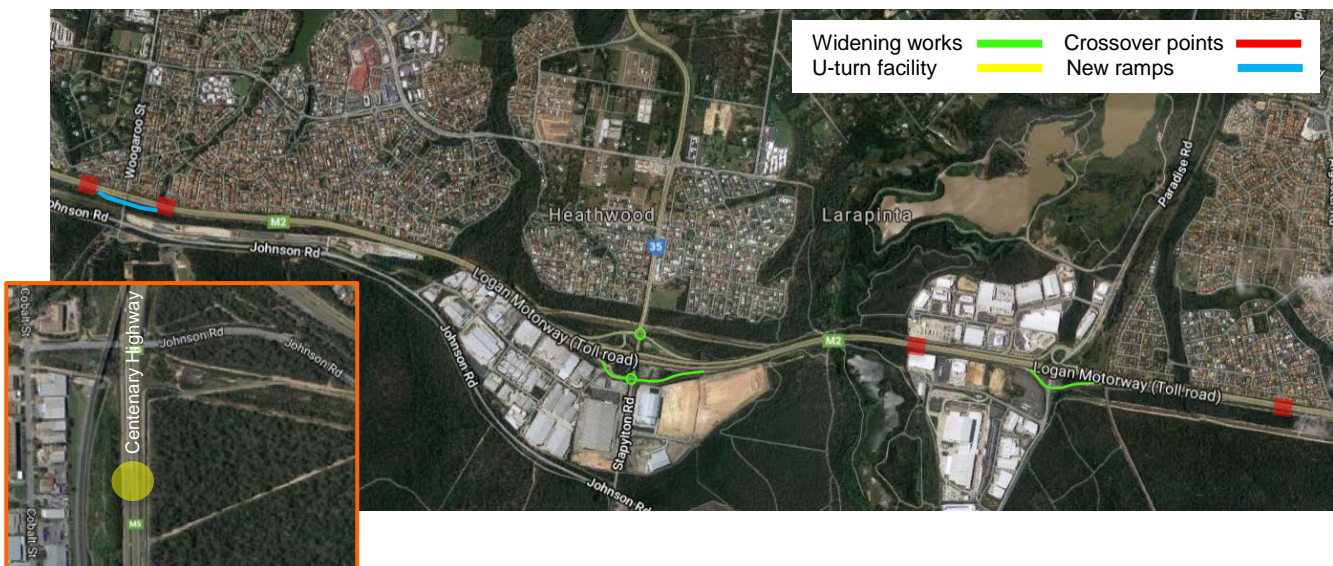 Widening works
Crossover points
U-turn facility
New ramps
Woogaroo St
Johnson Rd
M2
Johnson Rd
Heathwood
35
Larapinta
Paradise Rd
Logan Motorway (Toll road)
M2
Logan Motorway (Toll road)
Johnson Rd
Stapylton Rd
Johnson Rd
Cobalt St
Centenary Highway
Johnson Rd
Johnson Rd
M5
Cobalt St